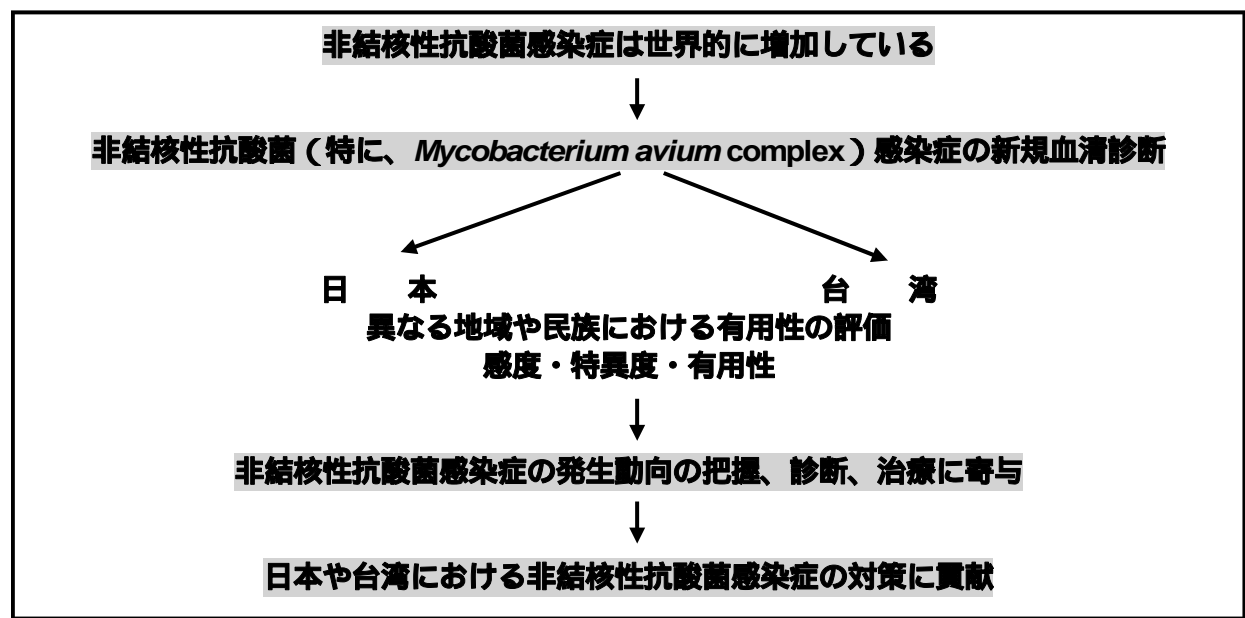 非結核性抗酸菌感染症は世界的に増加している
非結核性抗酸菌（特に、Mycobacterium avium complex）感染症の新規血清診断
日　本　台　湾
異なる地域や民族における有用性の評価
感度・特異度・有用性
非結核性抗酸菌感染症の発生動向の把握、診断、治療に寄与
日本や台湾における非結核性抗酸菌感染症の対策に貢献